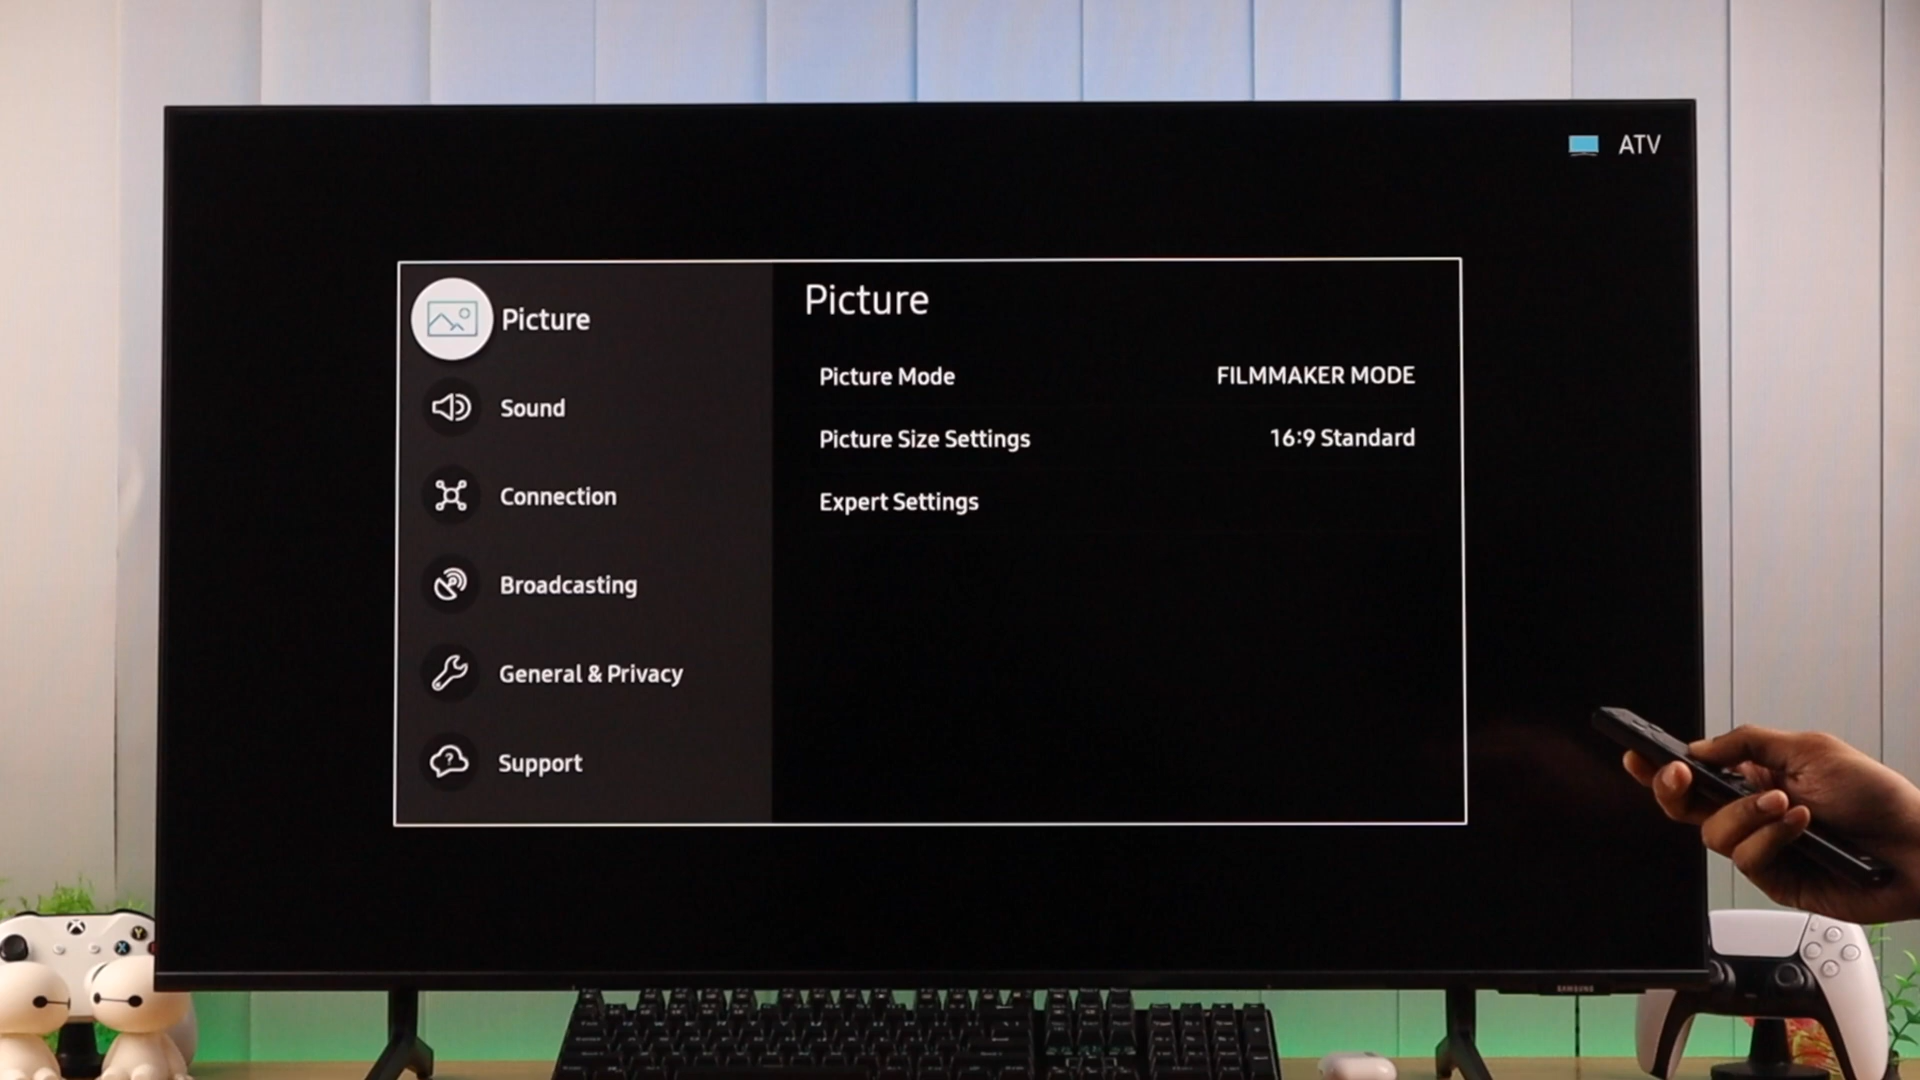 ATV
Picture
Sound
Connection
Broadcasting
General & Privacy
Support
Picture
Picture Mode FILMMAKER MODE
Picture Size Settings 16:9 Standard
Expert Settings
SAMSUNG
Y
X